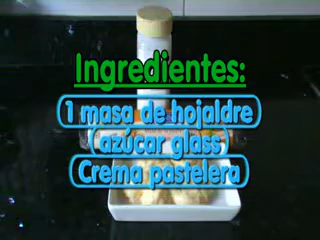 Ingredientes:
1 masa de hojaldre
azúcar glass
Crema pastelera